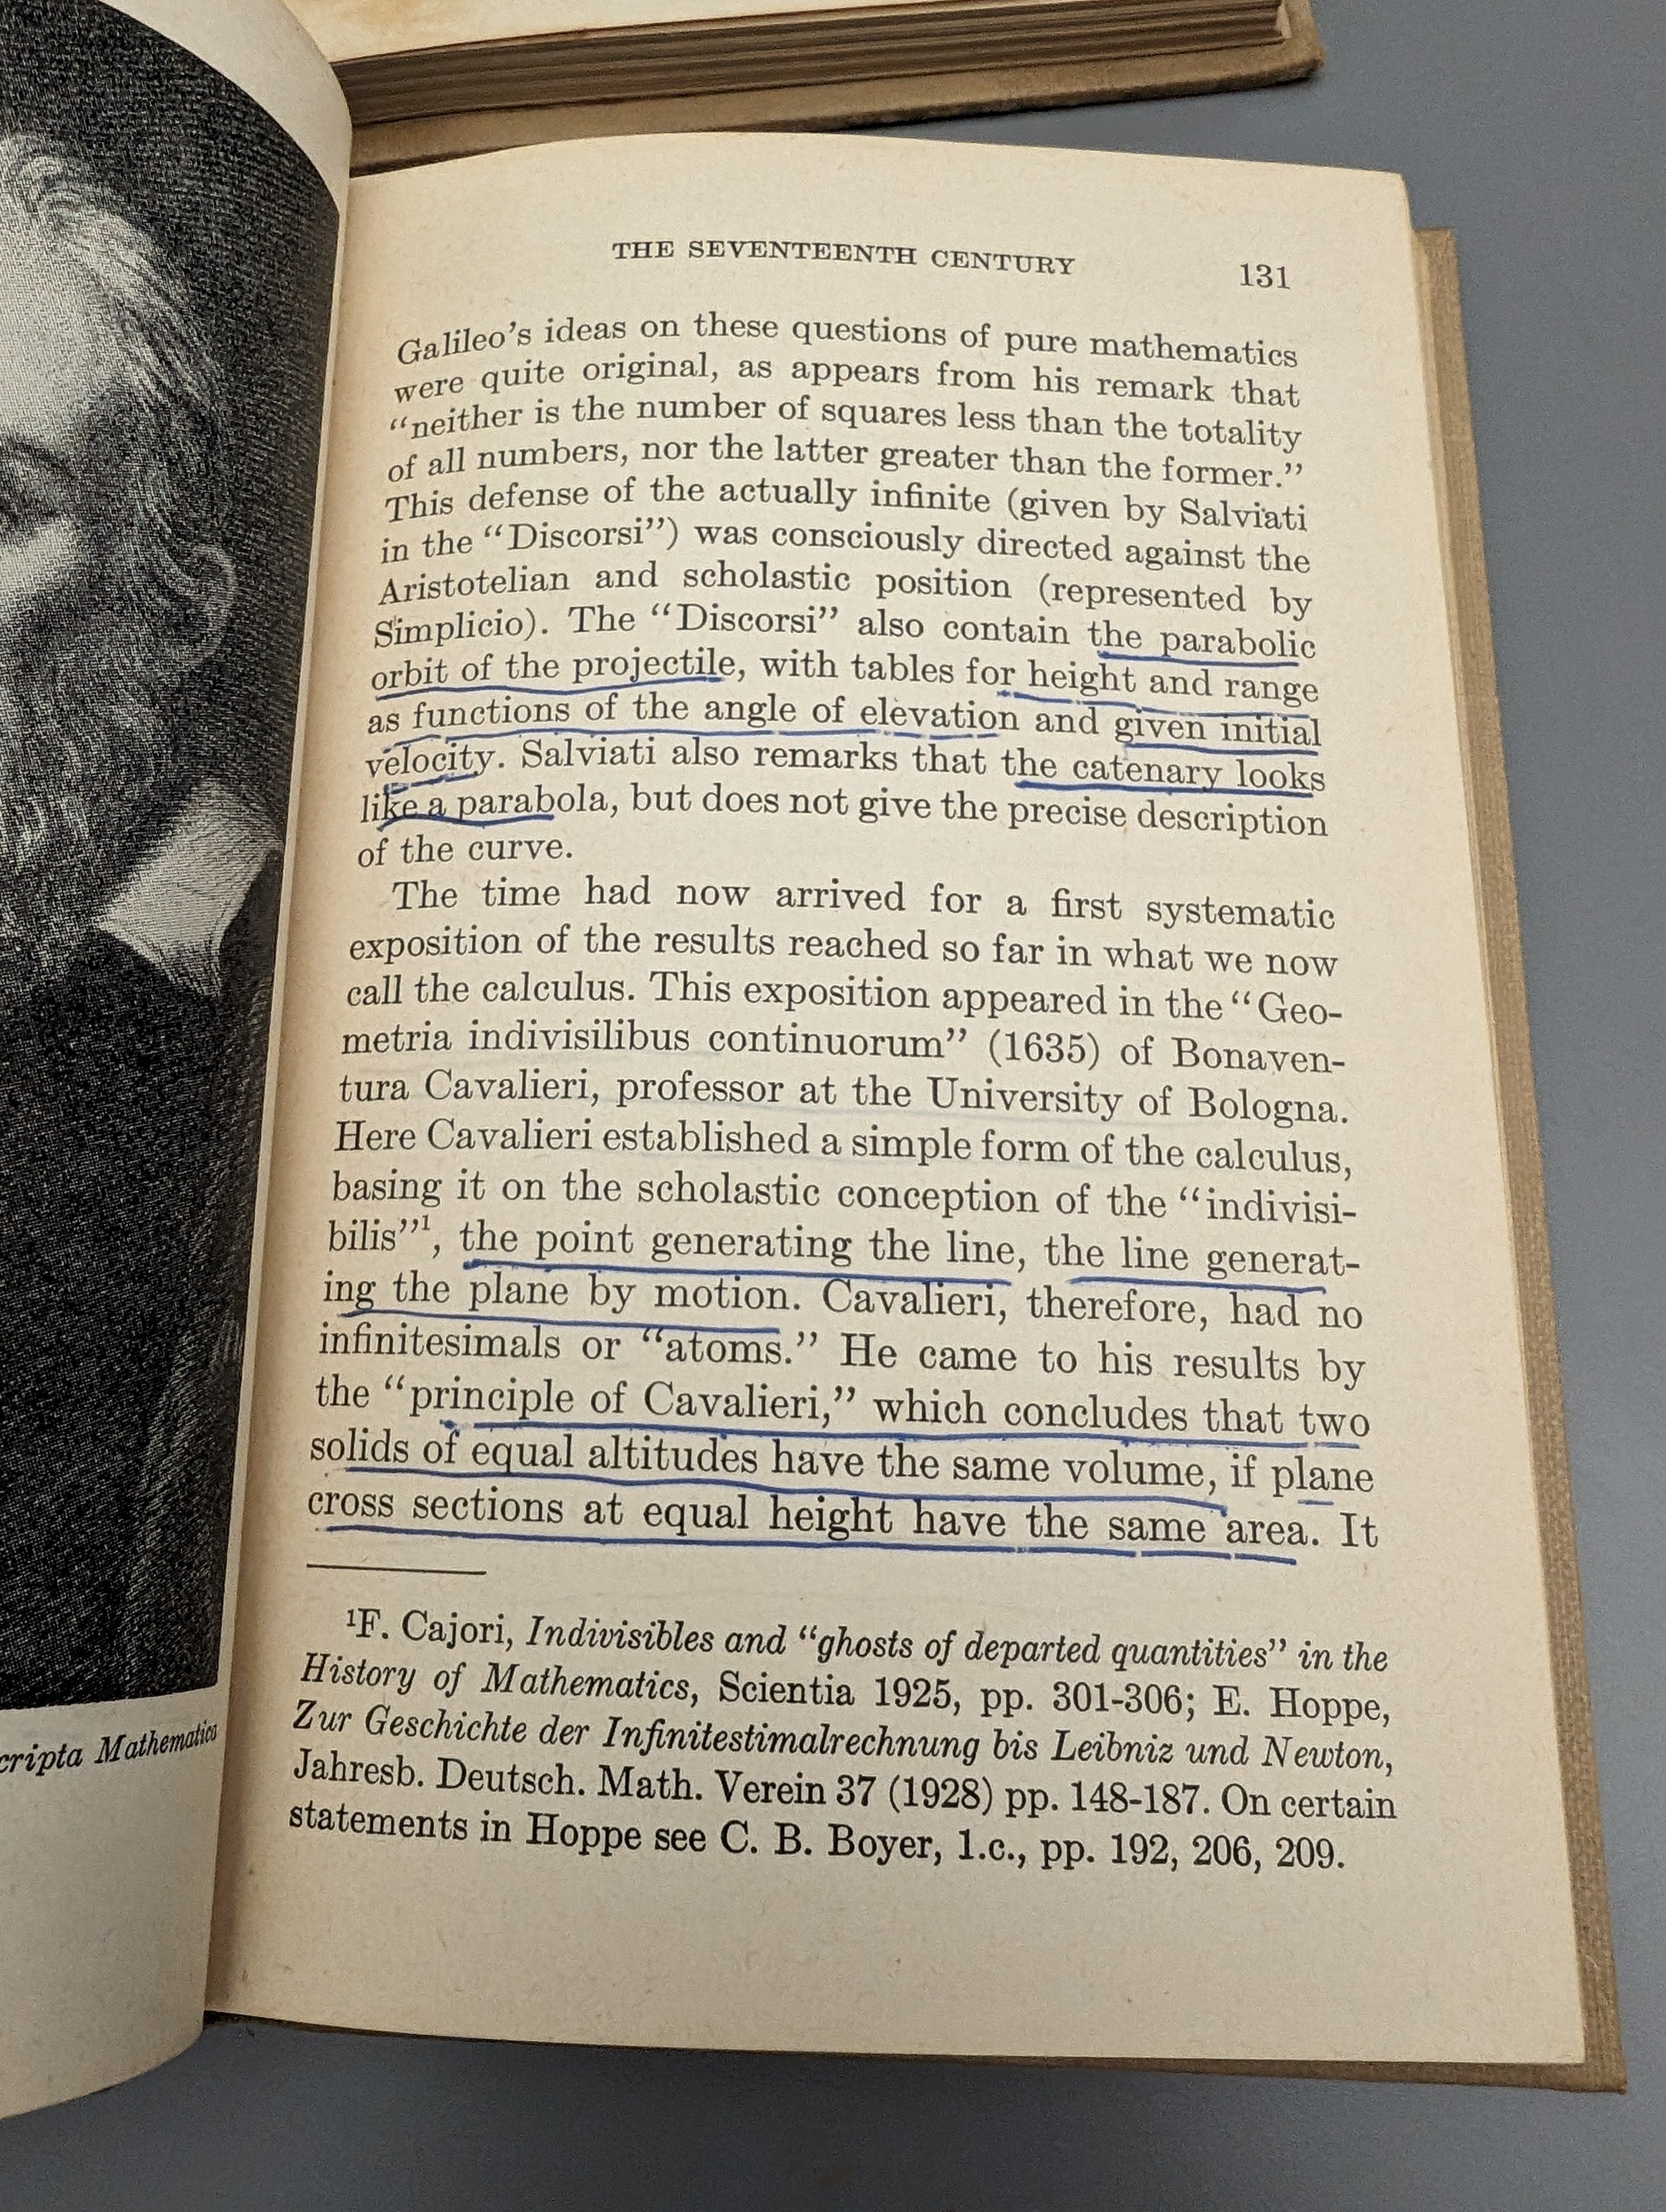 THE SEVENTEENTH CENTURY 131
Galileo's ideas on these questions of pure mathematics
were quite original, as appears from his remark that
“neither is the number of squares less than the totality
of all numbers, nor the latter greater than the former.”
This defense of the actually infinite (given by Salviati
in the “Discorsi”) was consciously directed against the
Aristotelian and scholastic position (represented by
Simplicio). The “Discorsi” also contain the parabolic
orbit of the projectile, with tables for height and range
as functions of the angle of elevation and given initial
velocity. Salviati also remarks that the catenary looks
like a parabola, but does not give the precise description
of the curve.
The time had now arrived for a first systematic
exposition of the results reached so far in what we now
call the calculus. This exposition appeared in the “Geo-
metria indivisilibus continuorum” (1635) of Bonaven-
tura Cavalieri, professor at the University of Bologna.
Here Cavalieri established a simple form of the calculus,
basing it on the scholastic conception of the “indivisi-
bilis”¹, the point generating the line, the line generat-
ing the plane by motion. Cavalieri, therefore, had no
infinitesimals or “atoms.” He came to his results by
the “principle of Cavalieri,” which concludes that two
solids of equal altitudes have the same volume, if plane
cross sections at equal height have the same area. It
¹F. Cajori, Indivisibles and “ghosts of departed quantities” in the
History of Mathematics, Scientia 1925, pp. 301-306; E. Hoppe,
Zur Geschichte der Infinitestimalrechnung bis Leibniz und Newton,
Jahresb. Deutsch. Math. Verein 37 (1928) pp. 148-187. On certain
statements in Hoppe see C. B. Boyer, l.c., pp. 192, 206, 209.
cripta Mathematica